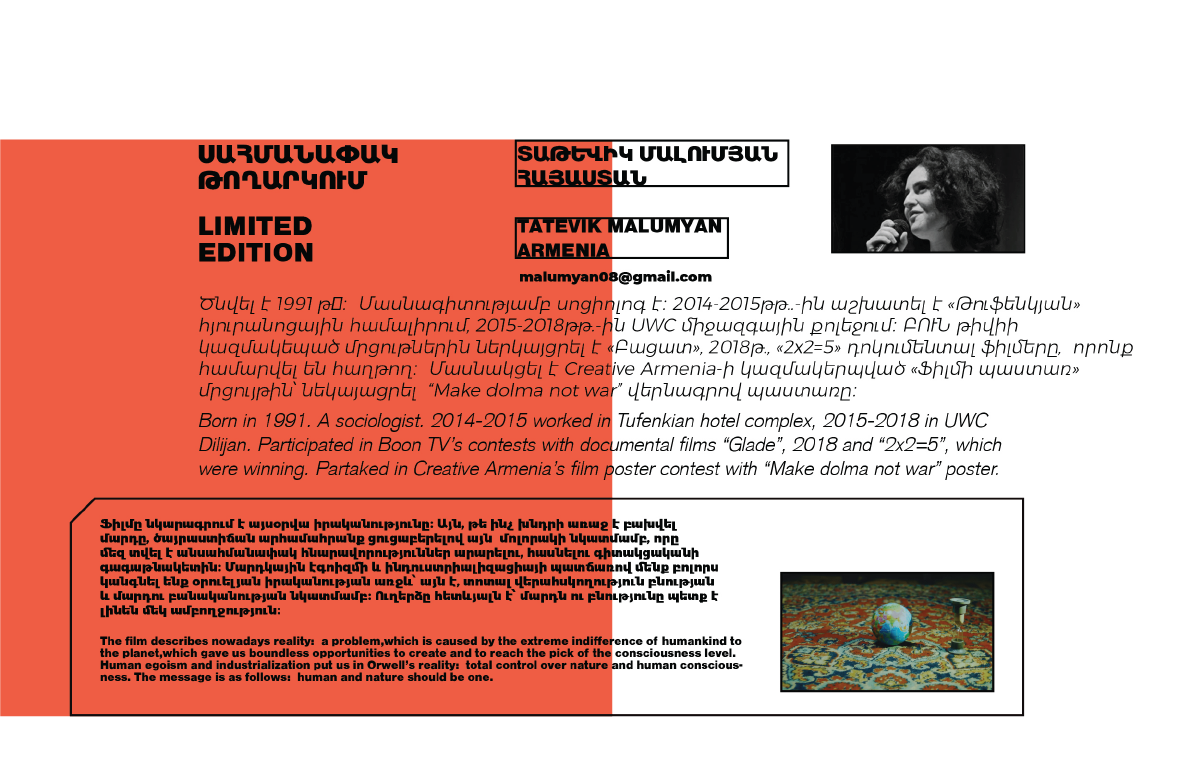 ՍԱՀՄԱՆԱՓԱԿ
ԹՈՂԱՐԿՈՒՄ
LIMITED
EDITION
ՏԱԹԵՎԻԿ ՄԱԼՈՒՄՅԱՆ
ՀԱՅԱՍՏԱՆ
TATEVIK MALUMYAN
ARMENIA
malumyan08@gmail.com
Ծնվել է 1991 թ։ Մասնագիտությամբ սոցիոլոգ է: 2014-2015թթ..-ին աշխատել է «Թուֆենկյան»
հյուրանոցային համալիրում, 2015-2018թթ.-ին UWC միջազգային քոլեջում: ԲՈՒՆ թիվիի
կազմակեպած մրցութներին ներկայցրել է «Բացատ», 2018թ., «2x2=5» դոկումենտալ ֆիլմերը, որոնք
համարվել են հաղթող: Մասնակցել է Creative Armenia-ի կազմակերպված «Ֆիլմի պաստառ»
մրցույթին՝ նեկայացրել “Make dolma not war” վերնագրով պաստառը:
Born in 1991. A sociologist. 2014-2015 worked in Tufenkian hotel complex, 2015-2018 in UWC
Dilijan. Participated in Boon TV’s contests with documental films “Glade”, 2018 and “2x2=5”, which
were winning. Partaked in Creative Armenia’s film poster contest with “Make dolma not war” poster.
Ֆիլմը նկարագրում է այսօրվա իրականությունը: Այն, թե ինչ խնդրի առաջ է բախվել
մարդը, ծայրաստիճան արհամահրանք ցուցաբերելով այն մոլորակի նկատմամբ, որը
մեզ տվել է անսահմանափակ հնարավորություններ արարելու, հասնելու գիտակցականի
գագաթնակետին: Մարդկային էգոիզմի և ինդուստրիալիզացիայի պատճառով մենք բոլորս
կանգնել ենք օրուելյան իրականության առջև՝ այն է, տոտալ վերահսկողություն բնության
և մարդու բանականության նկատմամբ: Ուղերձը հետևյալն է՝ մարդն ու բնությունը պետք է
լինեն մեկ ամբողջություն:
The film describes nowadays reality: a problem,which is caused by the extreme indifference of humankind to
the planet,which gave us boundless opportunities to create and to reach the pick of the consciousness level.
Human egoism and industrialization put us in Orwell’s reality: total control over nature and human conscious-
ness. The message is as follows: human and nature should be one.